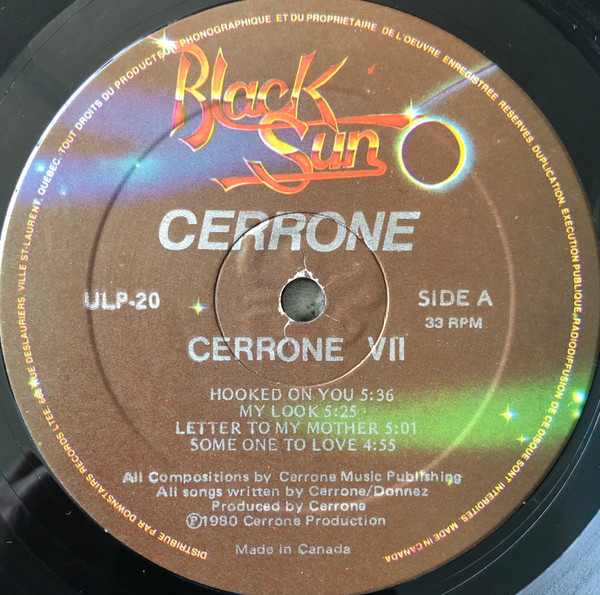 TOUT DROITS DU PRODUCTEUR PHONOGRAPHIQUE ET DU PROPRIETAIRE DE L'OEUVRE ENREGISTREE RESERVES. DUPLICATION, EXECUTION PUBLIQUE, RADIODIFFUSION DE CE DISQUE SONT INTERDITES. MADE IN CANADA.
Black
Sun
CERRONE
ULP-20
SIDE A
33 RPM
CERRONE VII
HOOKED ON YOU 5:36
MY LOOK 5:25
LETTER TO MY MOTHER 5:01
SOME ONE TO LOVE 4:55
All Compositions by Cerrone Music Publishing
All songs written by Cerrone/Donnez
Produced by Cerrone
Ⓟ1980 Cerrone Production
Made in Canada
DISTRIBUE PAR DOWNSTAIRS RECORDS LTEE, RUE DESLAURIERS, VILLE ST-LAURENT, QUEBEC.